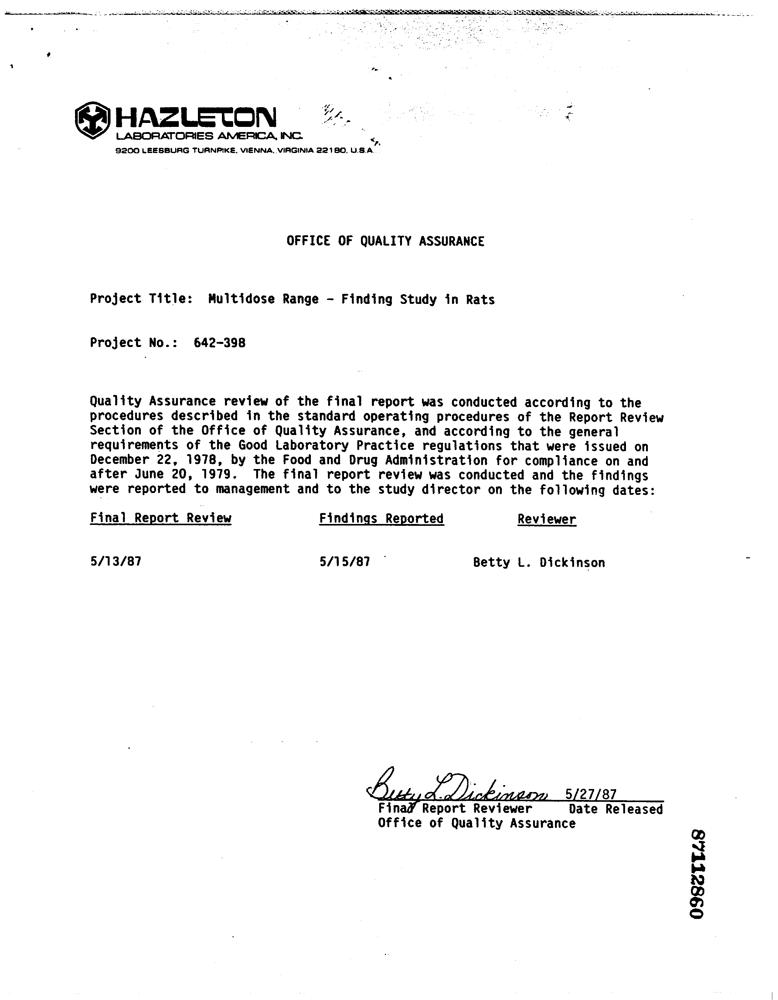 HAZLETON
LABORATORIES AMERICA, INC.
9200 LEESBURG TURNPIKE, VIENNA, VIRGINIA 22180, U.S.A.
OFFICE OF QUALITY ASSURANCE
Project Title: Multidose Range - Finding Study in Rats
Project No.: 642-398
Quality Assurance review of the final report was conducted according to the
procedures described in the standard operating procedures of the Report Review
Section of the Office of Quality Assurance, and according to the general
requirements of the Good Laboratory Practice regulations that were issued on
December 22, 1978, by the Food and Drug Administration for compliance on and
after June 20, 1979. The final report review was conducted and the findings
were reported to management and to the study director on the following dates:
Final Report Review Findings Reported Reviewer
5/13/87 5/15/87 Betty L. Dickinson
Betty L. Dickinson 5/27/87
Final Report Reviewer Date Released
Office of Quality Assurance
87112860